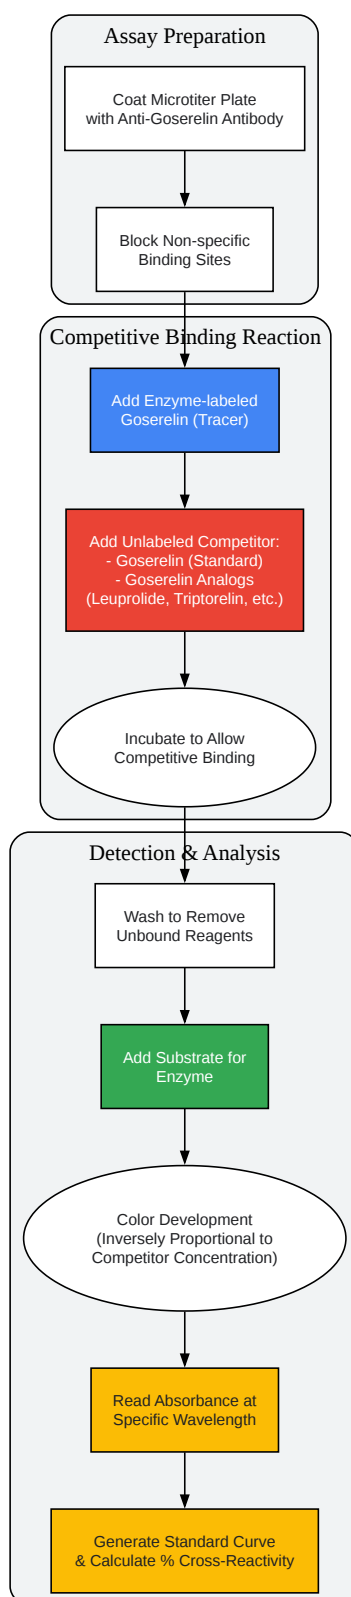 Assay Preparation
Coat Microtiter Plate
with Anti-Goserelin Antibody
Block Non-specific
Binding Sites
Competitive Binding Reaction
Add Enzyme-labeled
Goserelin (Tracer)
Add Unlabeled Competitor:
- Goserelin (Standard)
- Goserelin Analogs
(Leuprolide, Triptorelin, etc.)
Incubate to Allow
Competitive Binding
Detection & Analysis
Wash to Remove
Unbound Reagents
Add Substrate for
Enzyme
Color Development
(Inversely Proportional to
Competitor Concentration)
Read Absorbance at
Specific Wavelength
Generate Standard Curve
& Calculate % Cross-Reactivity